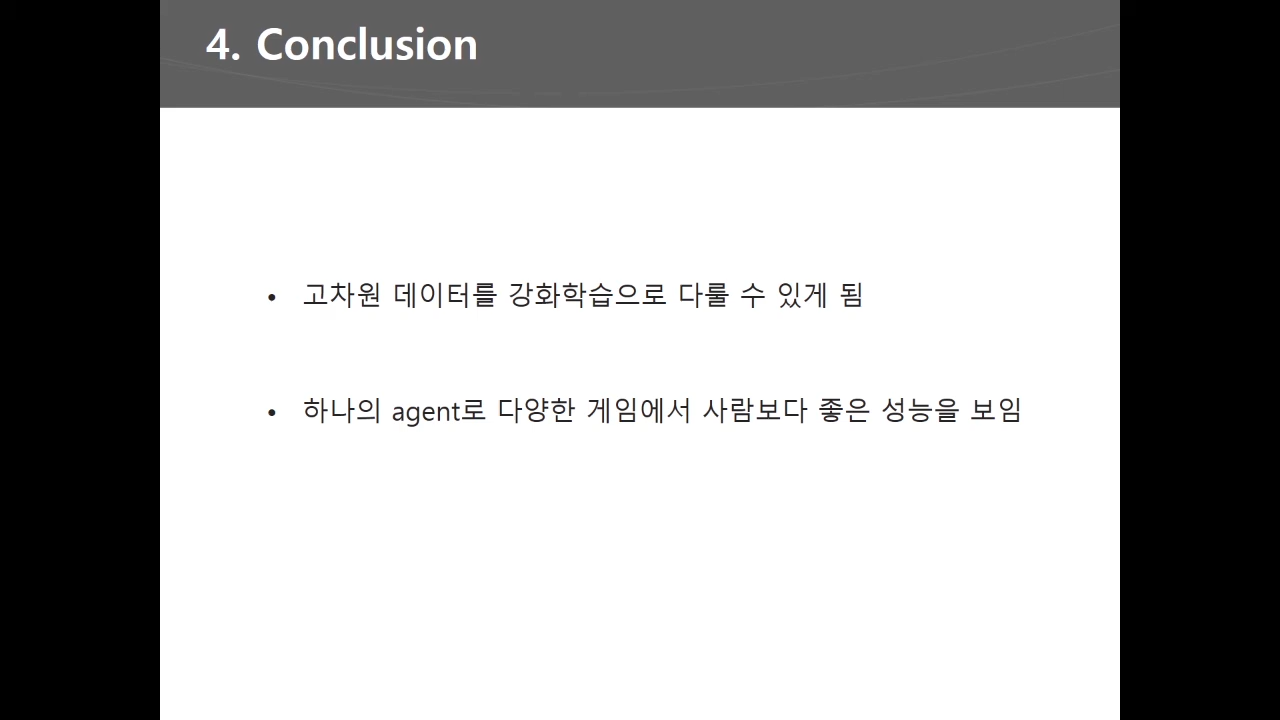 4. Conclusion
• 고차원 데이터를 강화학습으로 다룰 수 있게 됨
• 하나의 agent로 다양한 게임에서 사람보다 좋은 성능을 보임